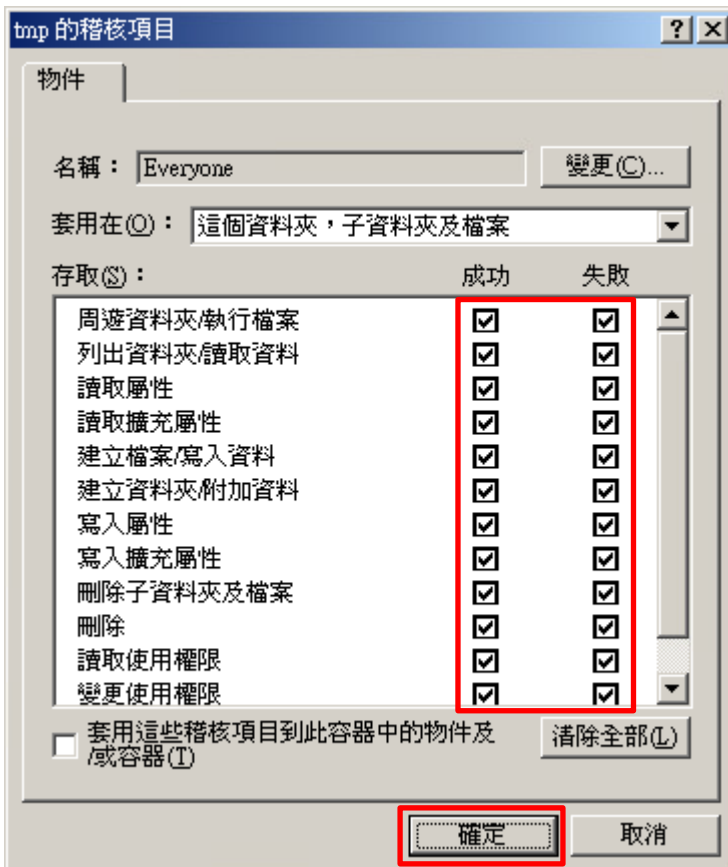 tmp 的稽核項目
物件
名稱： Everyone 變更(C)...
套用在(O)： 這個資料夾，子資料夾及檔案
存取(S)： 成功 失敗
周遊資料夾/執行檔案
列出資料夾/讀取資料
讀取屬性
讀取擴充屬性
建立檔案/寫入資料
建立資料夾/附加資料
寫入屬性
寫入擴充屬性
刪除子資料夾及檔案
刪除
讀取使用權限
變更使用權限
套用這些稽核項目到此容器中的物件及
/或容器(T)
清除全部(L)
確定 取消